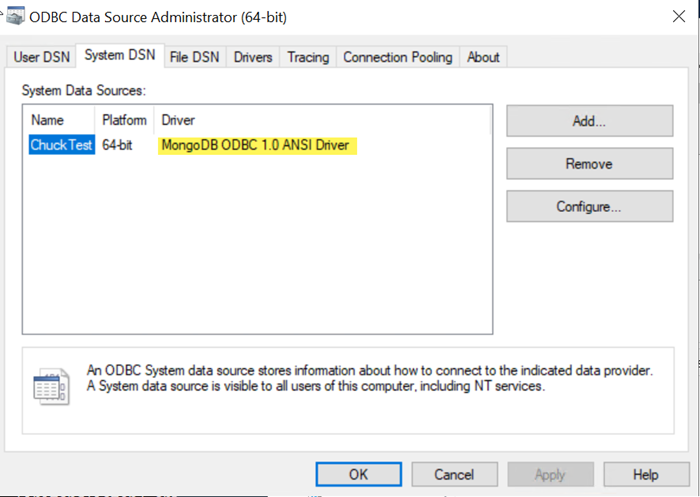 ODBC Data Source Administrator (64-bit)
User DSN System DSN File DSN Drivers Tracing Connection Pooling About
System Data Sources:
Name Platform Driver
Chuck Test 64-bit MongoDB ODBC 1.0 ANSI Driver
Add...
Remove
Configure...
An ODBC System data source stores information about how to connect to the indicated data provider.
A System data source is visible to all users of this computer, including NT services.
OK Cancel Apply Help